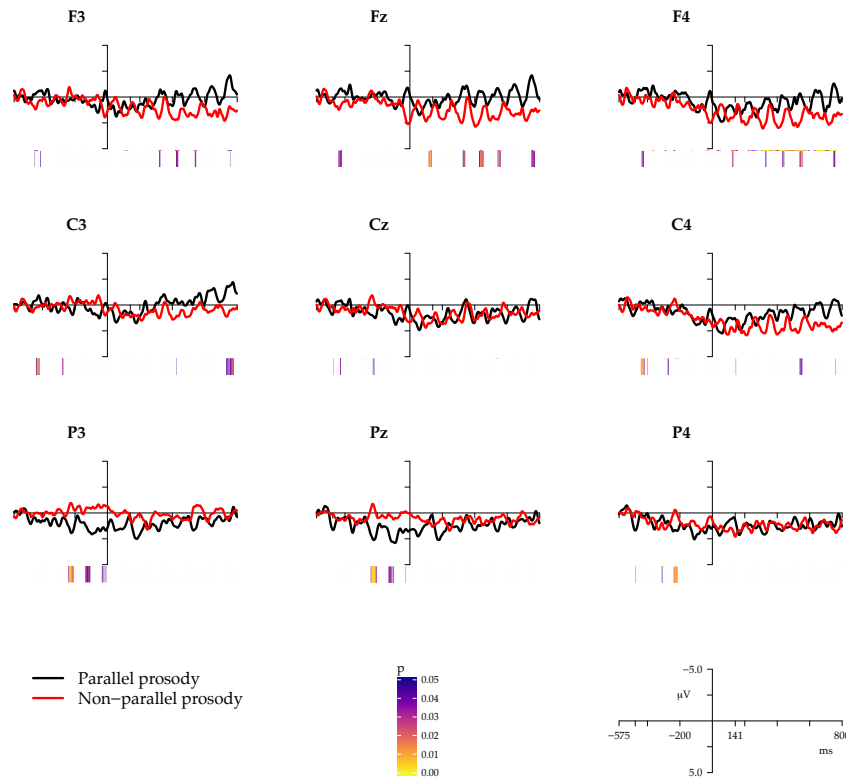 F3 Fz F4
C3 Cz C4
P3 Pz P4
Parallel prosody
Non−parallel prosody
p
0.05
0.04
0.03
0.02
0.01
0.00
−5.0
μV
−575 −200 141 800
ms
5.0